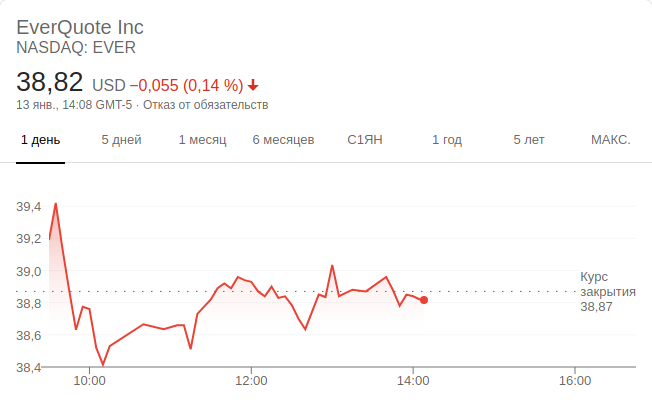 EverQuote Inc
NASDAQ: EVER
38,82 USD −0,055 (0,14 %)
13 янв., 14:08 GMT-5 · Отказ от обязательств
1 день 5 дней 1 месяц 6 месяцев С1ЯН 1 год 5 лет МАКС.
39,4
39,2
39,0
38,8
38,6
38,4
Курс
закрытия
38,87
10:00 12:00 14:00 16:00